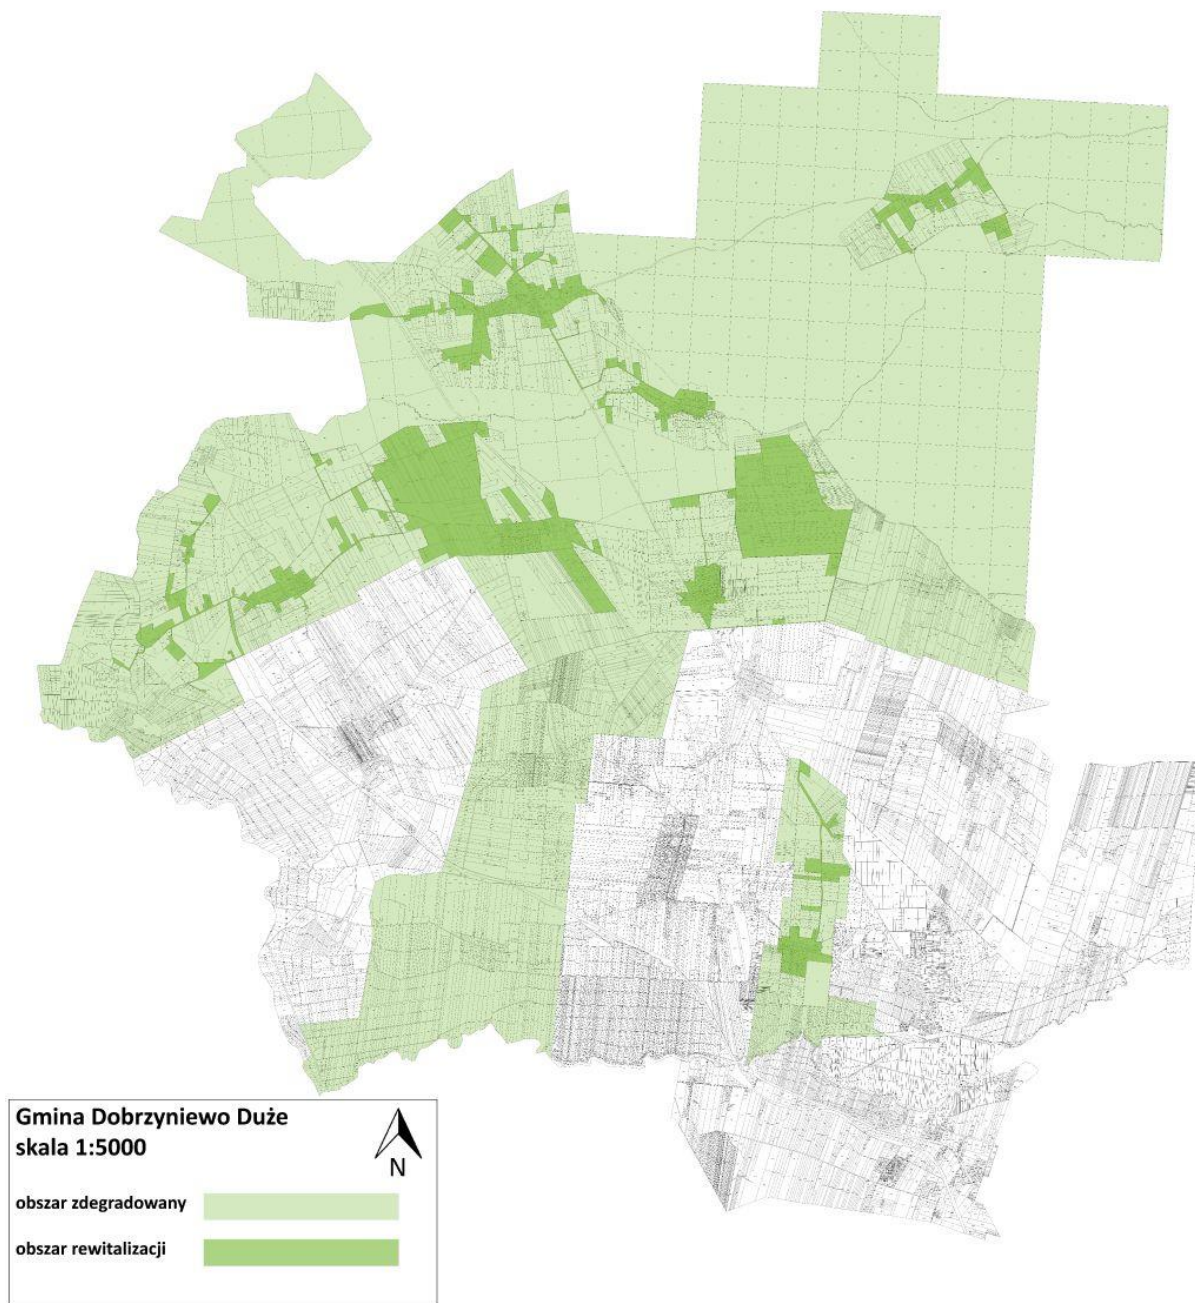 Gmina Dobrzyniewo Duże
skala 1:5000
N
obszar zdegradowany
obszar rewitalizacji